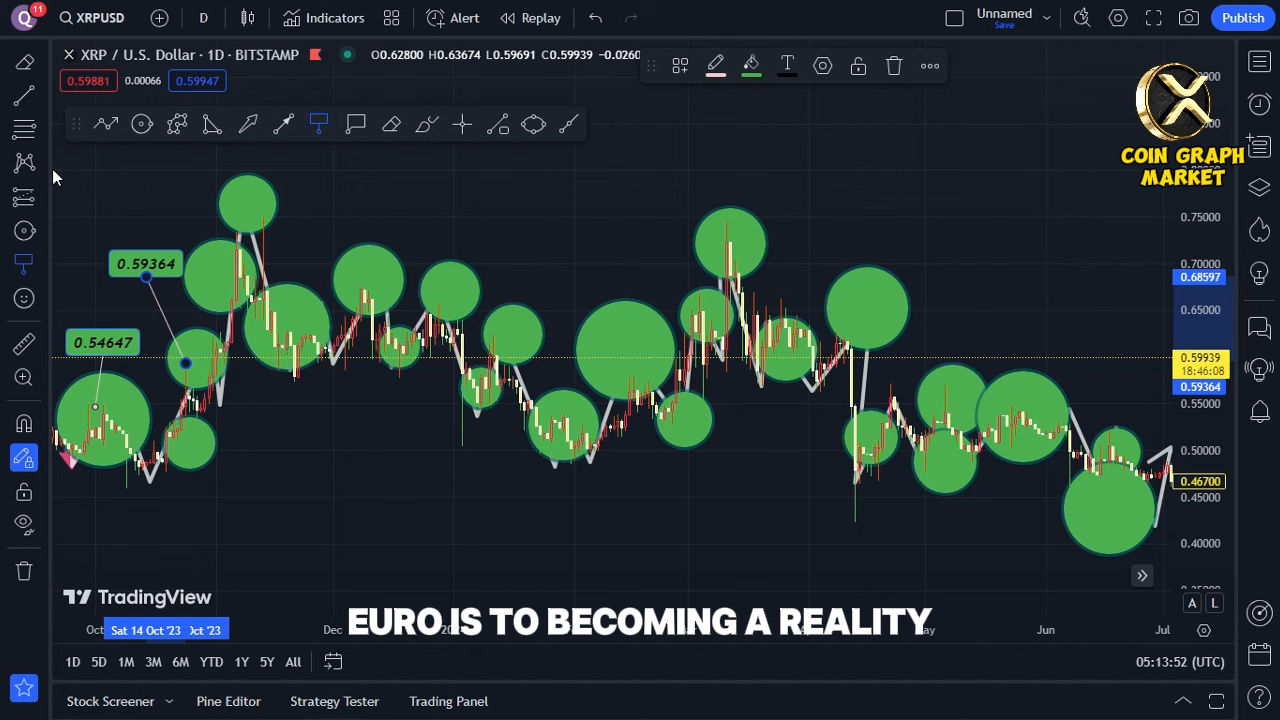 Q 11 XRPUSD D Indicators Alert Replay Unnamed Save Publish
XRP / U.S. Dollar · 1D · BITSTAMP O0.62800 H0.63674 L0.59691 C0.59939 −0.0260
0.59881 0.00066 0.59947
COIN GRAPH
MARKET
0.75000
0.70000
0.68597
0.65000
0.59939
18:46:08
0.59364
0.55000
0.50000
0.46700
0.45000
0.40000
0.59364
0.54647
TradingView
A L
EURO IS TO BECOMING A REALITY
Oct Sat 14 Oct '23 Oct '23 Dec Jun Jul
1D 5D 1M 3M 6M YTD 1Y 5Y All 05:13:52 (UTC)
Stock Screener Pine Editor Strategy Tester Trading Panel